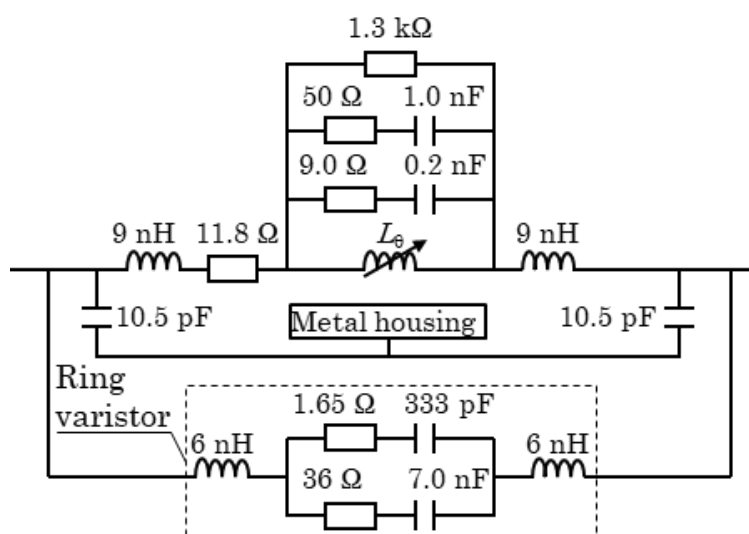 1.3 kΩ
50 Ω 1.0 nF
9.0 Ω 0.2 nF
9 nH 11.8 Ω Lθ 9 nH
10.5 pF Metal housing 10.5 pF
Ring
varistor
1.65 Ω 333 pF
6 nH 6 nH
36 Ω 7.0 nF